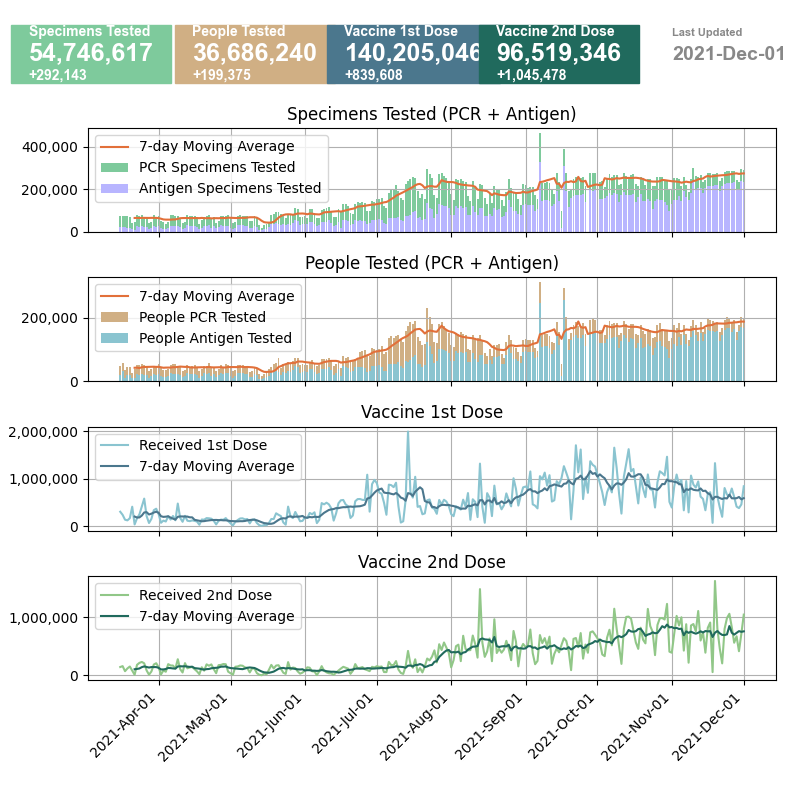 Specimens Tested
54,746,617
+292,143
People Tested
36,686,240
+199,375
Vaccine 1st Dose
140,205,046
+839,608
Vaccine 2nd Dose
96,519,346
+1,045,478
Last Updated
2021-Dec-01
Specimens Tested (PCR + Antigen)
400,000
200,000
0
7-day Moving Average
PCR Specimens Tested
Antigen Specimens Tested
People Tested (PCR + Antigen)
200,000
0
7-day Moving Average
People PCR Tested
People Antigen Tested
Vaccine 1st Dose
2,000,000
1,000,000
0
Received 1st Dose
7-day Moving Average
Vaccine 2nd Dose
1,000,000
0
Received 2nd Dose
7-day Moving Average
2021-Apr-01
2021-May-01
2021-Jun-01
2021-Jul-01
2021-Aug-01
2021-Sep-01
2021-Oct-01
2021-Nov-01
2021-Dec-01